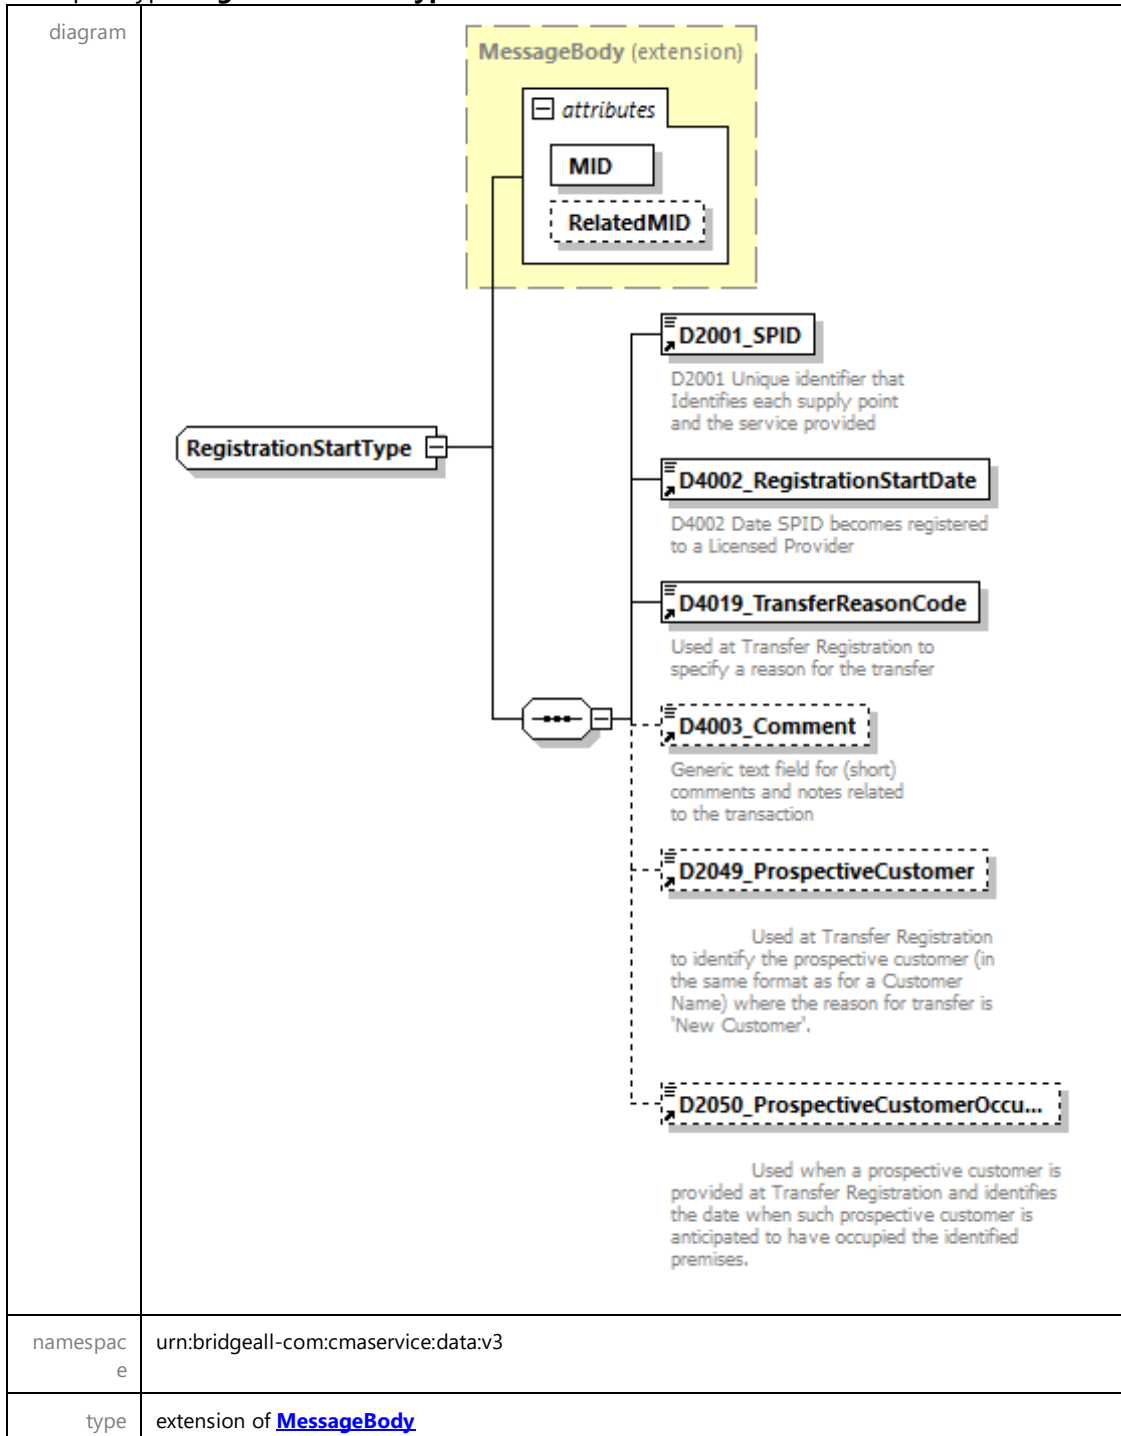 diagram
MessageBody (extension)
attributes
MID
RelatedMID
D2001_SPID
D2001 Unique identifier that
Identifies each supply point
and the service provided
RegistrationStartType
D4002_RegistrationStartDate
D4002 Date SPID becomes registered
to a Licensed Provider
D4019_TransferReasonCode
Used at Transfer Registration to
specify a reason for the transfer
D4003_Comment
Generic text field for (short)
comments and notes related
to the transaction
D2049_ProspectiveCustomer
Used at Transfer Registration
to identify the prospective customer (in
the same format as for a Customer
Name) where the reason for transfer is
'New Customer'.
D2050_ProspectiveCustomerOccu...
Used when a prospective customer is
provided at Transfer Registration and identifies
the date when such prospective customer is
anticipated to have occupied the identified
premises.
namespac
e
urn:bridgeall-com:cmaservice:data:v3
type
extension of MessageBody